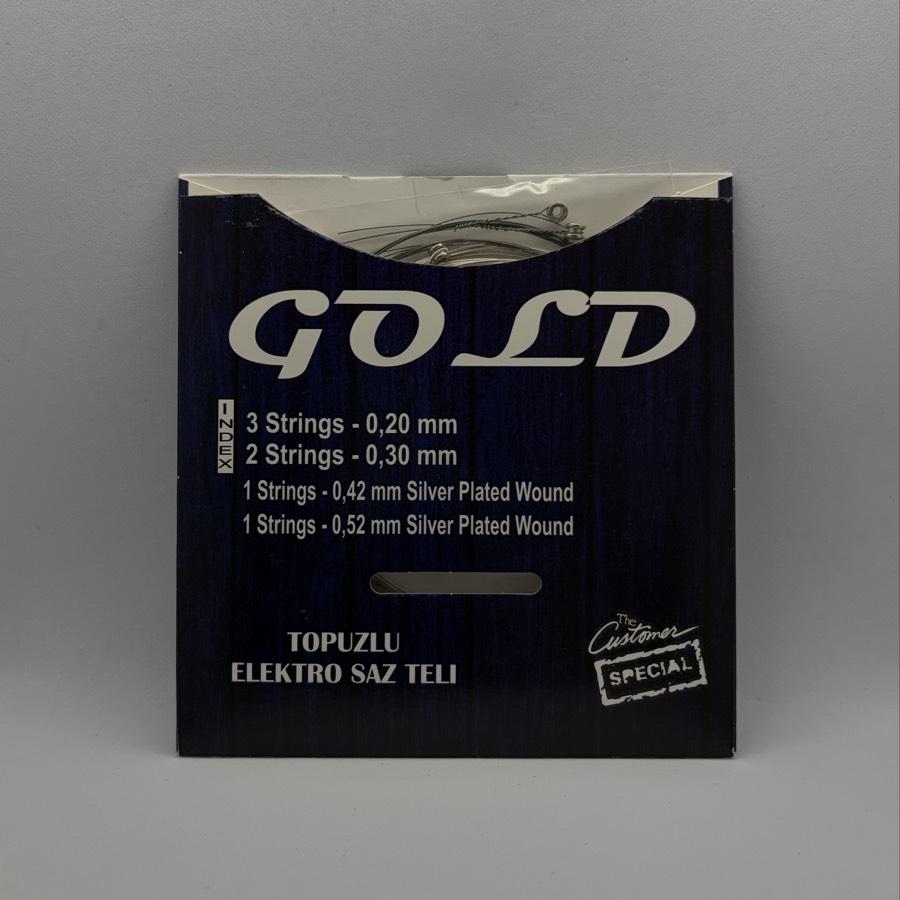 GOLD
INDEX
3 Strings - 0,20 mm
2 Strings - 0,30 mm
1 Strings - 0,42 mm Silver Plated Wound
1 Strings - 0,52 mm Silver Plated Wound
TOPUZLU
ELEKTRO SAZ TELI
The
Customer
SPECIAL